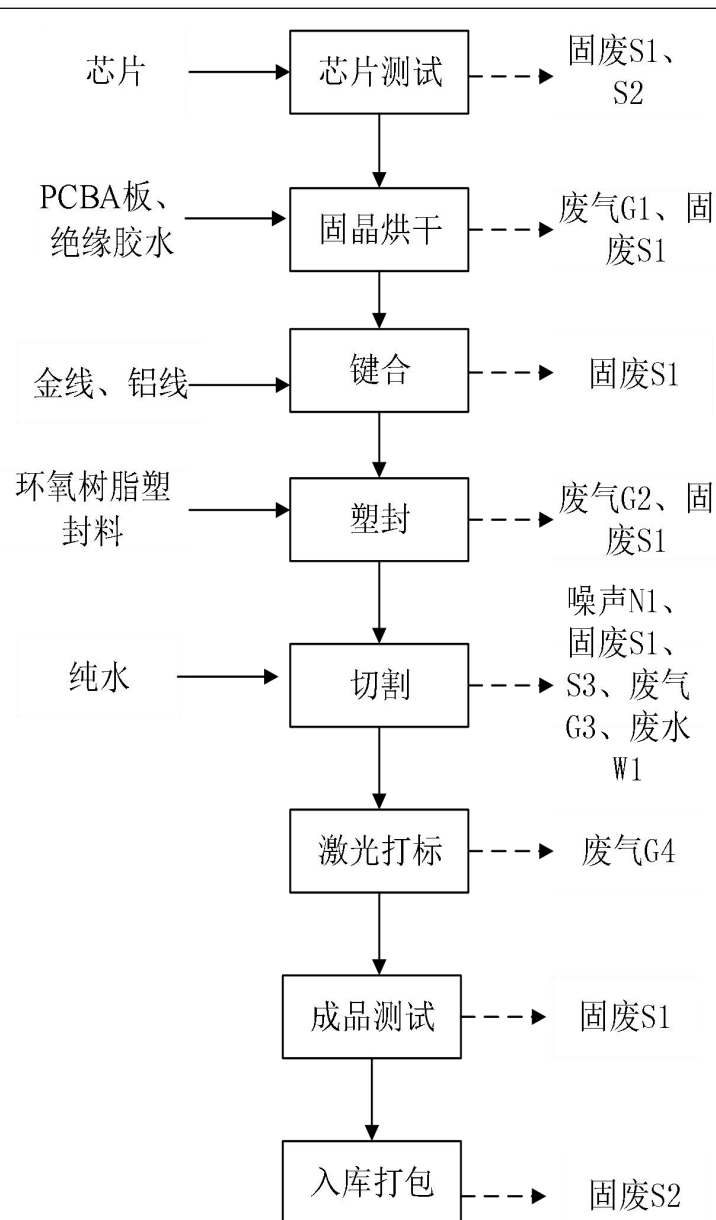 芯片
芯片测试
固废S1、
S2
PCBA板、
绝缘胶水
固晶烘干
废气G1、固
废S1
金线、铝线
键合
固废S1
环氧树脂塑
封料
塑封
废气G2、固
废S1
纯水
切割
噪声N1、
固废S1、
S3、废气
G3、废水
W1
激光打标
废气G4
成品测试
固废S1
入库打包
固废S2